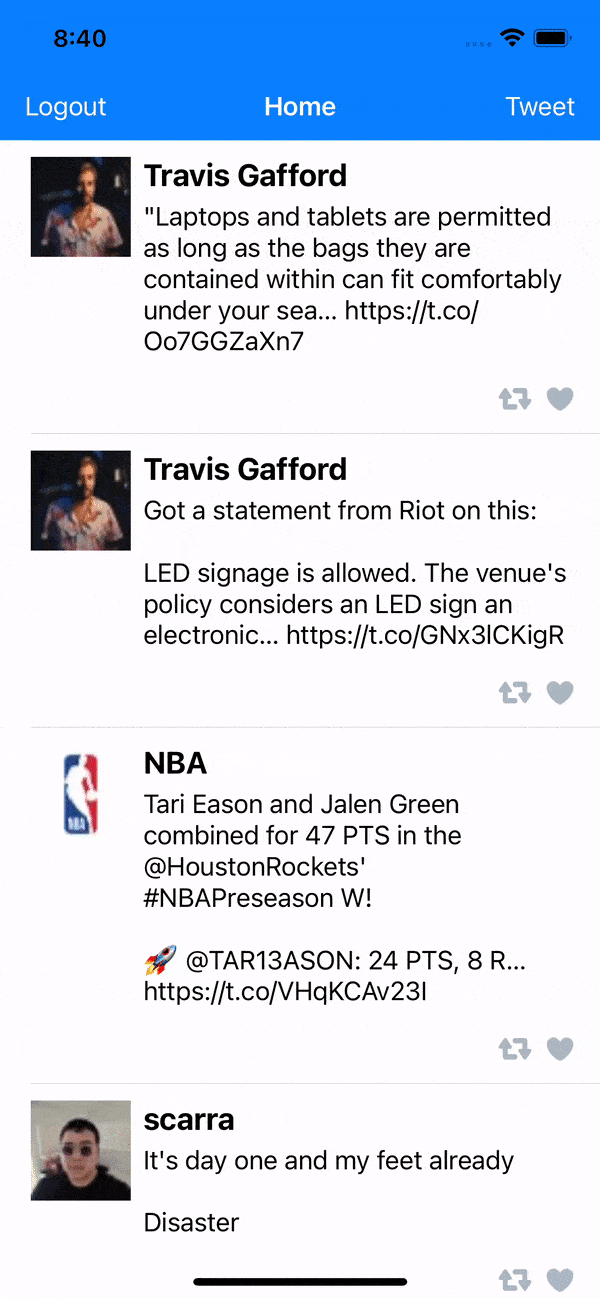 8:40
Logout
Home
Tweet
Travis Gafford
"Laptops and tablets are permitted
as long as the bags they are
contained within can fit comfortably
under your sea... https://t.co/
Oo7GGZaXn7
Travis Gafford
Got a statement from Riot on this:
LED signage is allowed. The venue's
policy considers an LED sign an
electronic... https://t.co/GNx3lCKigR
NBA
NBA
Tari Eason and Jalen Green
combined for 47 PTS in the
@HoustonRockets'
#NBAPreseason W!
🚀 @TAR13ASON: 24 PTS, 8 R...
https://t.co/VHqKCAv23I
scarra
It's day one and my feet already
Disaster